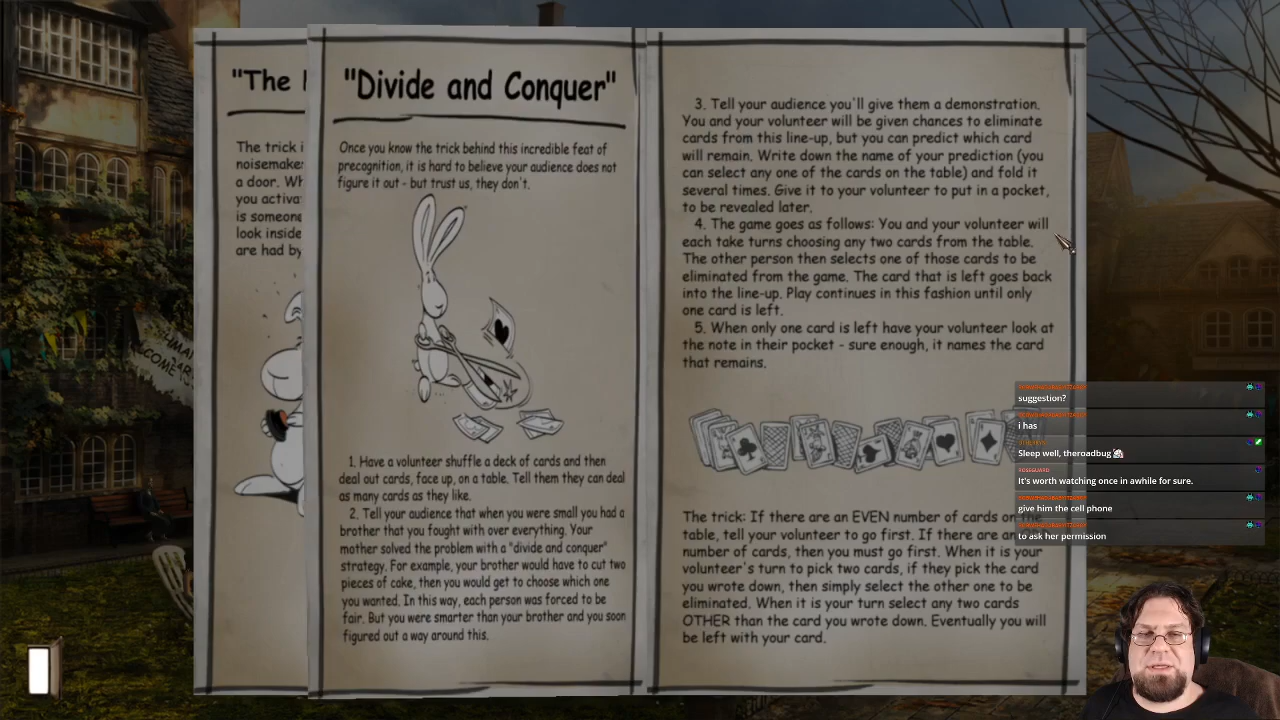 "The
The trick i
noisemake
a door. Wh
you activa
is someone
look inside
are had by
"Divide and Conquer"
Once you know the trick behind this incredible feat of
precognition, it is hard to believe your audience does not
figure it out - but trust us, they don't.
1. Have a volunteer shuffle a deck of cards and then
deal out cards, face up, on a table. Tell them they can deal
as many cards as they like.
2. Tell your audience that when you were small you had a
brother that you fought with over everything. Your
mother solved the problem with a "divide and conquer"
strategy. For example, your brother would have to cut two
pieces of cake, then you would get to choose which one
you wanted. In this way, each person was forced to be
fair. But you were smarter than your brother and you soon
figured out a way around this.
3. Tell your audience you'll give them a demonstration.
You and your volunteer will be given chances to eliminate
cards from this line-up, but you can predict which card
will remain. Write down the name of your prediction (you
can select any one of the cards on the table) and fold it
several times. Give it to your volunteer to put in a pocket,
to be revealed later.
4. The game goes as follows: You and your volunteer will
each take turns choosing any two cards from the table.
The other person then selects one of those cards to be
eliminated from the game. The card that is left goes back
into the line-up. Play continues in this fashion until only
one card is left.
5. When only one card is left have your volunteer look at
the note in their pocket - sure enough, it names the card
that remains.
The trick: If there are an EVEN number of cards on the
table, tell your volunteer to go first. If there are an
number of cards, then you must go first. When it is your
volunteer's turn to pick two cards, if they pick the card
you wrote down, then simply select the other one to be
eliminated. When it is your turn select any two cards
OTHER than the card you wrote down. Eventually you will
be left with your card.
suggestion?
i has
Sleep well, theroadbug
ROSEGUARD
It's worth watching once in awhile for sure.
give him the cell phone
to ask her permission